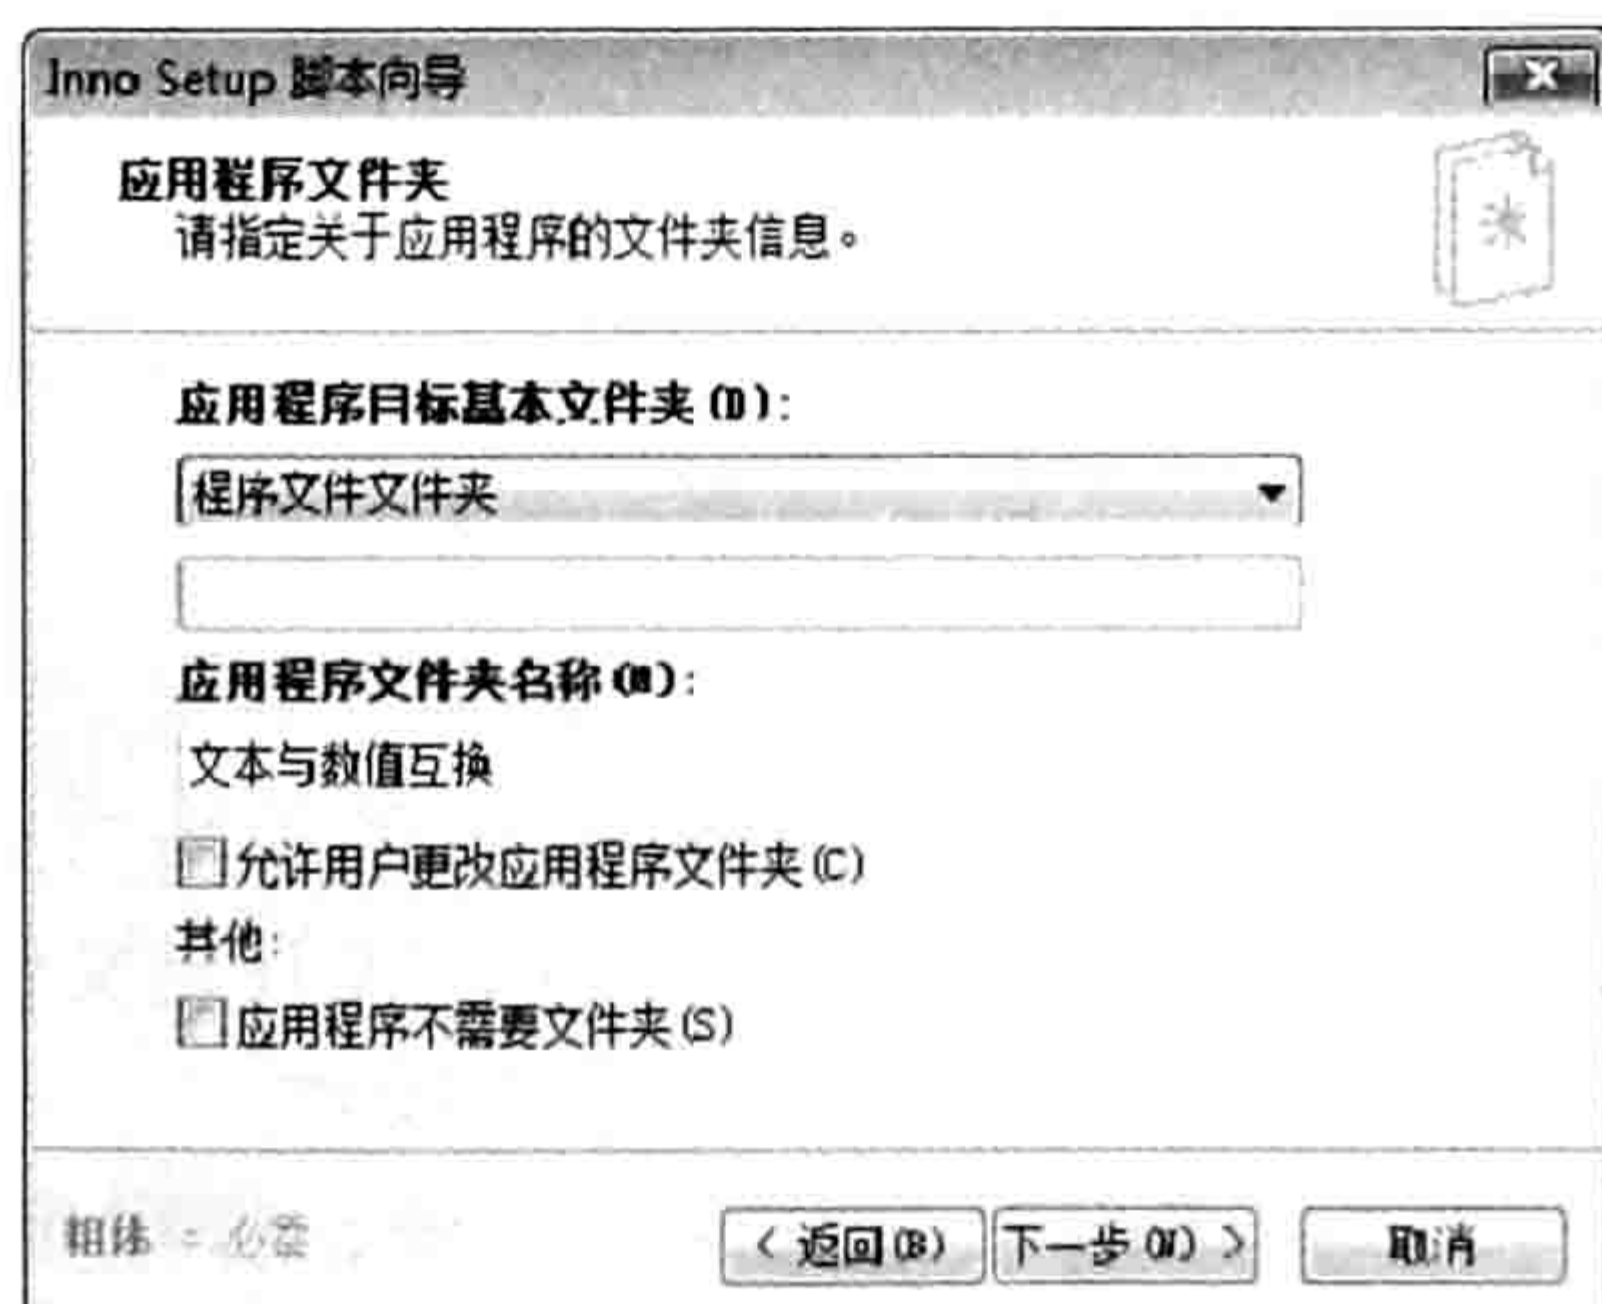 Inno Setup 脚本向导
应用程序文件夹
请指定关于应用程序的文件夹信息。
应用程序目标基本文件夹(D):
程序文件文件夹
应用程序文件夹名称(N):
文本与数值互换
允许用户更改应用程序文件夹(C)
其他:
应用程序不需要文件夹(S)
粗体 = 必需
< 返回(B) 下一步(N) > 取消